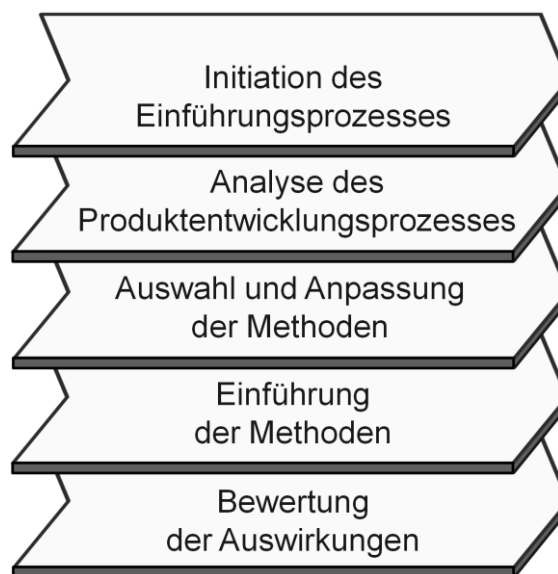 Initiation des
Einführungsprozesses
Analyse des
Produktentwicklungsprozesses
Auswahl und Anpassung
der Methoden
Einführung
der Methoden
Bewertung
der Auswirkungen